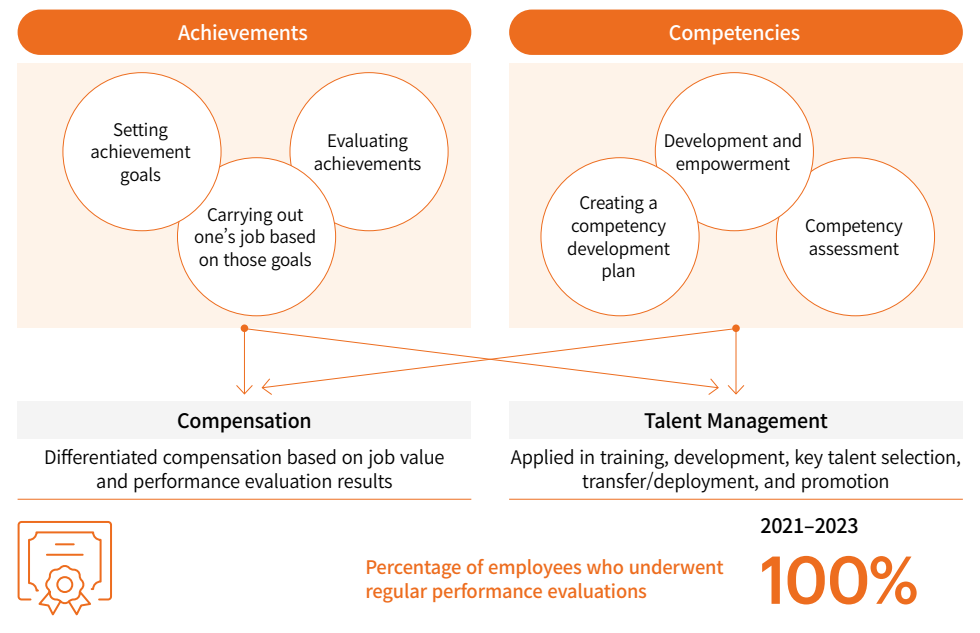 Achievements
Setting
achievement
goals
Carrying out
one's job based
on those goals
Evaluating
achievements
Competencies
Creating a
competency
development
plan
Development and
empowerment
Competency
assessment
Compensation
Differentiated compensation based on job value
and performance evaluation results
Talent Management
Applied in training, development, key talent selection,
transfer/deployment, and promotion
Percentage of employees who underwent
regular performance evaluations
2021–2023
100%